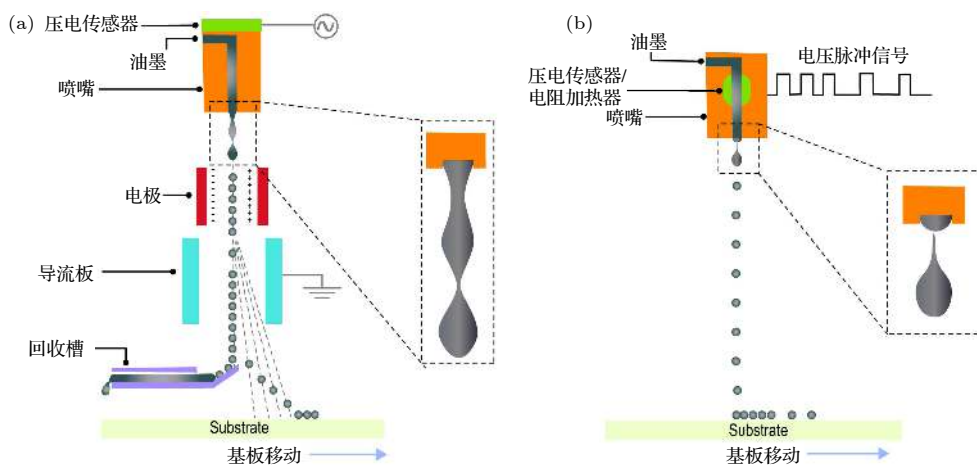 (a)
压电传感器
油墨
喷嘴
电极
导流板
回收槽
Substrate
基板移动
(b)
油墨
电压脉冲信号
压电传感器/
电阻加热器
喷嘴
Substrate
基板移动